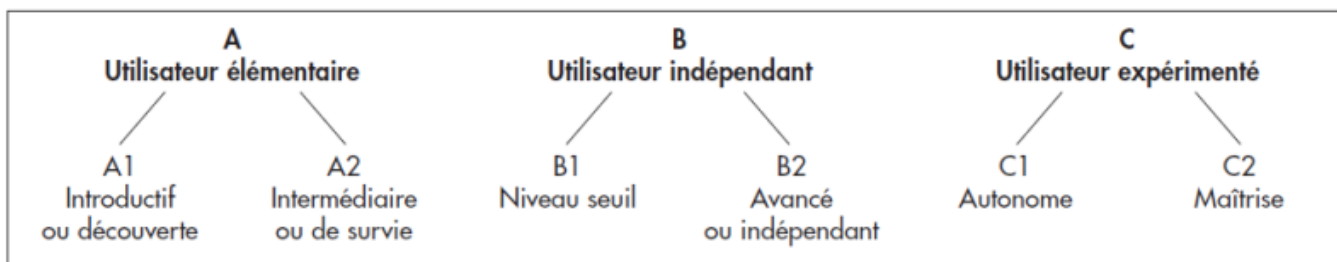 A
Utilisateur élémentaire
B
Utilisateur indépendant
C
Utilisateur expérimenté
A1
Introductif
ou découverte
A2
Intermédiaire
ou de survie
B1
Niveau seuil
B2
Avancé
ou indépendant
C1
Autonome
C2
Maîtrise